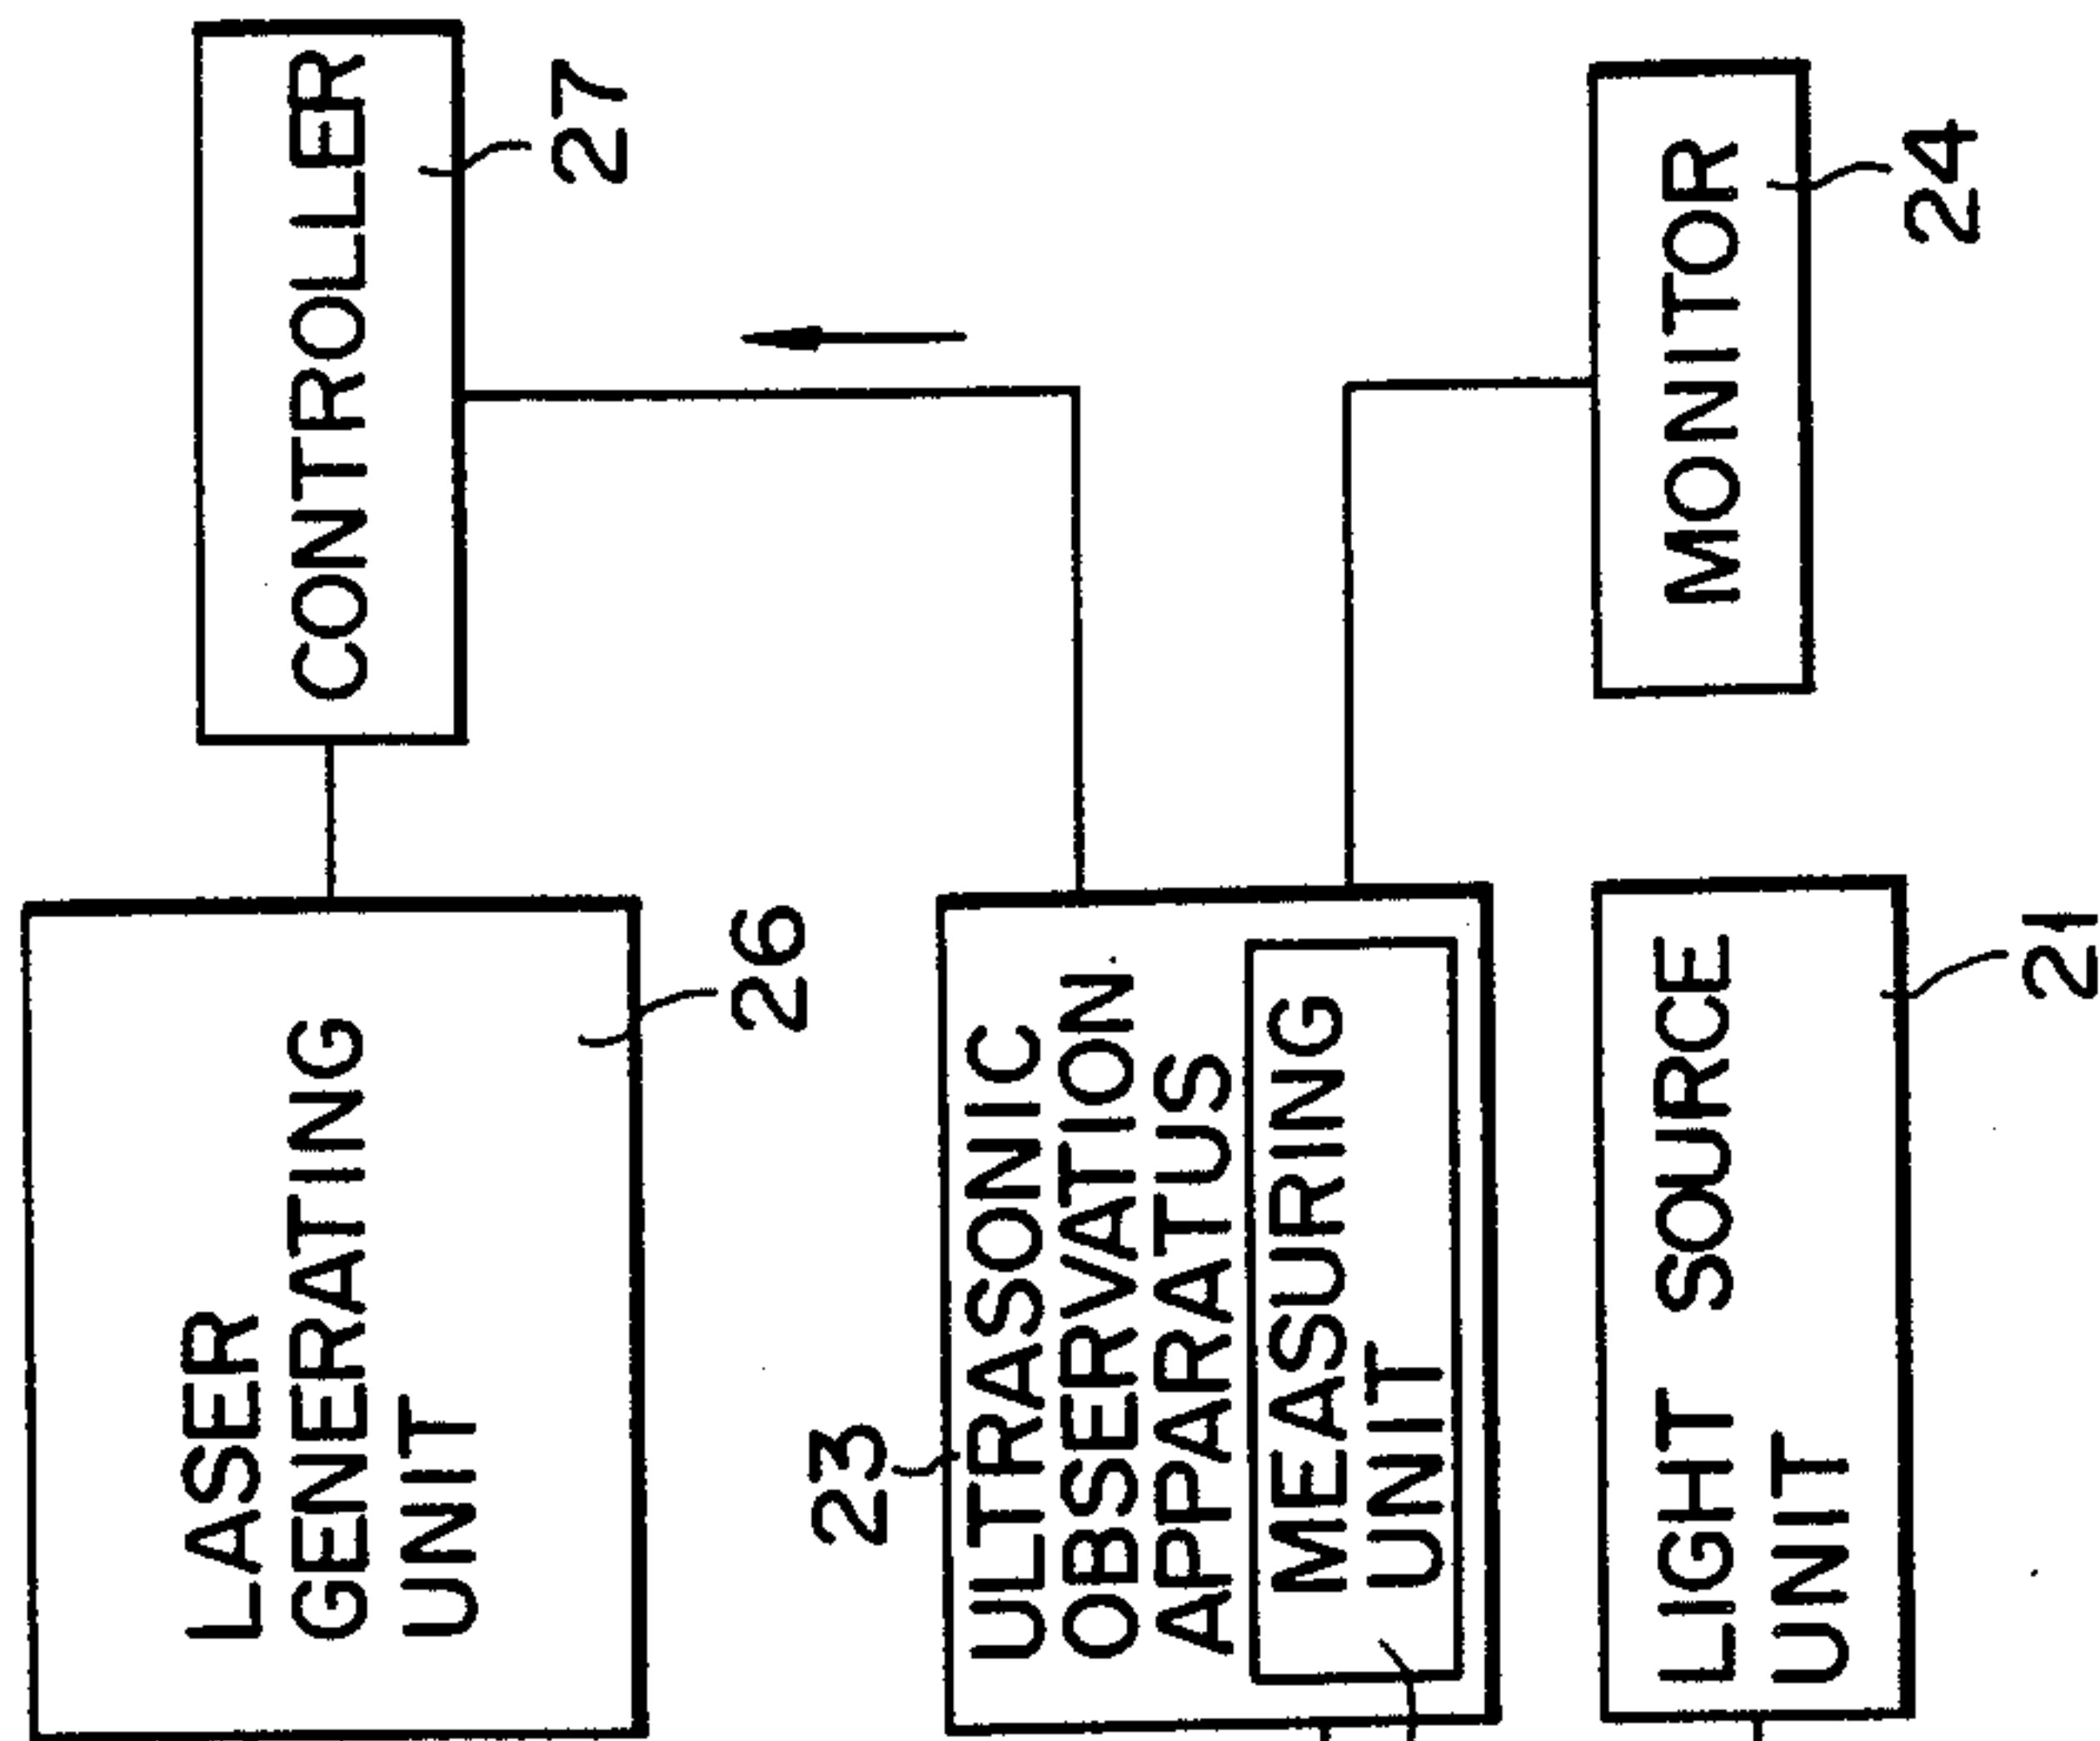 LASER
GENERATING
UNIT
26
CONTROLLER
27
23
ULTRASONIC
OBSERVATION
APPARATUS
MEASURING
UNIT
MONITOR
24
LIGHT SOURCE
UNIT
21